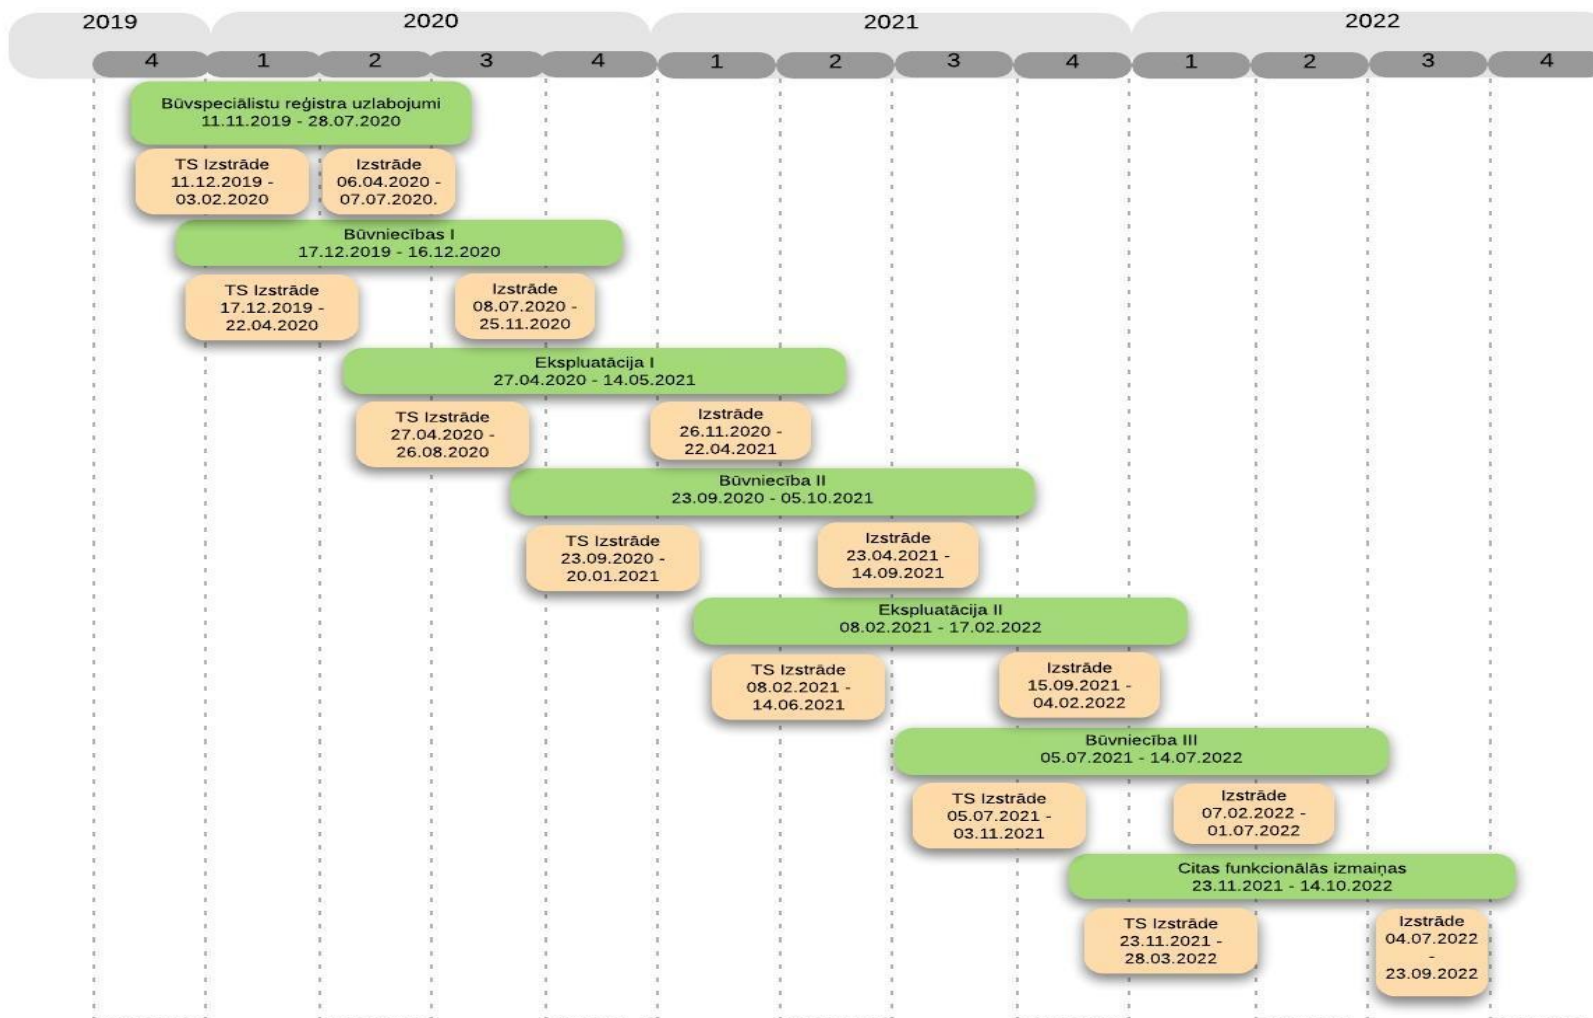 2019
2020
2021
2022
4
1
2
3
4
1
2
3
4
1
2
3
4
Būvspeciālistu reģistra uzlabojumi
11.11.2019 - 28.07.2020
TS Izstrāde
11.12.2019 -
03.02.2020
Izstrāde
06.04.2020 -
07.07.2020.
Būvniecības I
17.12.2019 - 16.12.2020
TS Izstrāde
17.12.2019 -
22.04.2020
Izstrāde
08.07.2020 -
25.11.2020
Ekspluatācija I
27.04.2020 - 14.05.2021
TS Izstrāde
27.04.2020 -
26.08.2020
Izstrāde
26.11.2020 -
22.04.2021
Būvniecība II
23.09.2020 - 05.10.2021
TS Izstrāde
23.09.2020 -
20.01.2021
Izstrāde
23.04.2021 -
14.09.2021
Ekspluatācija II
08.02.2021 - 17.02.2022
TS Izstrāde
08.02.2021 -
14.06.2021
Izstrāde
15.09.2021 -
04.02.2022
Būvniecība III
05.07.2021 - 14.07.2022
TS Izstrāde
05.07.2021 -
03.11.2021
Izstrāde
07.02.2022 -
01.07.2022
Citas funkcionālās izmaiņas
23.11.2021 - 14.10.2022
TS Izstrāde
23.11.2021 -
28.03.2022
Izstrāde
04.07.2022
-
23.09.2022